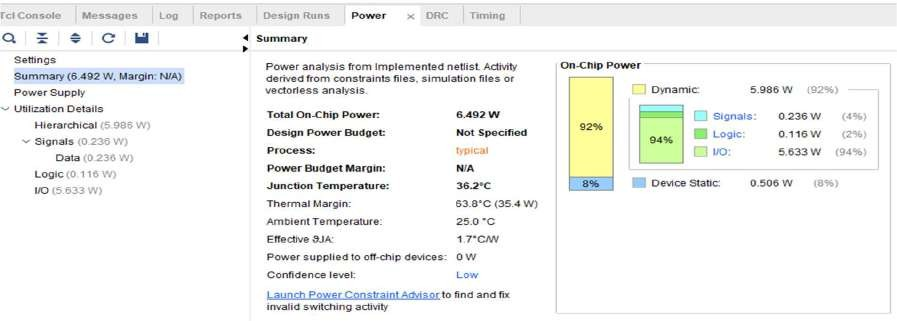 Tcl Console Messages Log Reports Design Runs Power × DRC Timing
Summary
Settings
Summary (6.492 W, Margin: N/A)
Power Supply
Utilization Details
Hierarchical (5.986 W)
Signals (0.236 W)
Data (0.236 W)
Logic (0.116 W)
I/O (5.633 W)
Power analysis from Implemented netlist. Activity
derived from constraints files, simulation files or
vectorless analysis.
Total On-Chip Power: 6.492 W
Design Power Budget: Not Specified
Process: typical
Power Budget Margin: N/A
Junction Temperature: 36.2°C
Thermal Margin: 63.8°C (35.4 W)
Ambient Temperature: 25.0 °C
Effective ϑJA: 1.7°C/W
Power supplied to off-chip devices: 0 W
Confidence level: Low
Launch Power Constraint Advisor to find and fix
invalid switching activity
On-Chip Power
92%
8%
Dynamic: 5.986 W (92%)
94%
Signals: 0.236 W (4%)
Logic: 0.116 W (2%)
I/O: 5.633 W (94%)
Device Static: 0.506 W (8%)